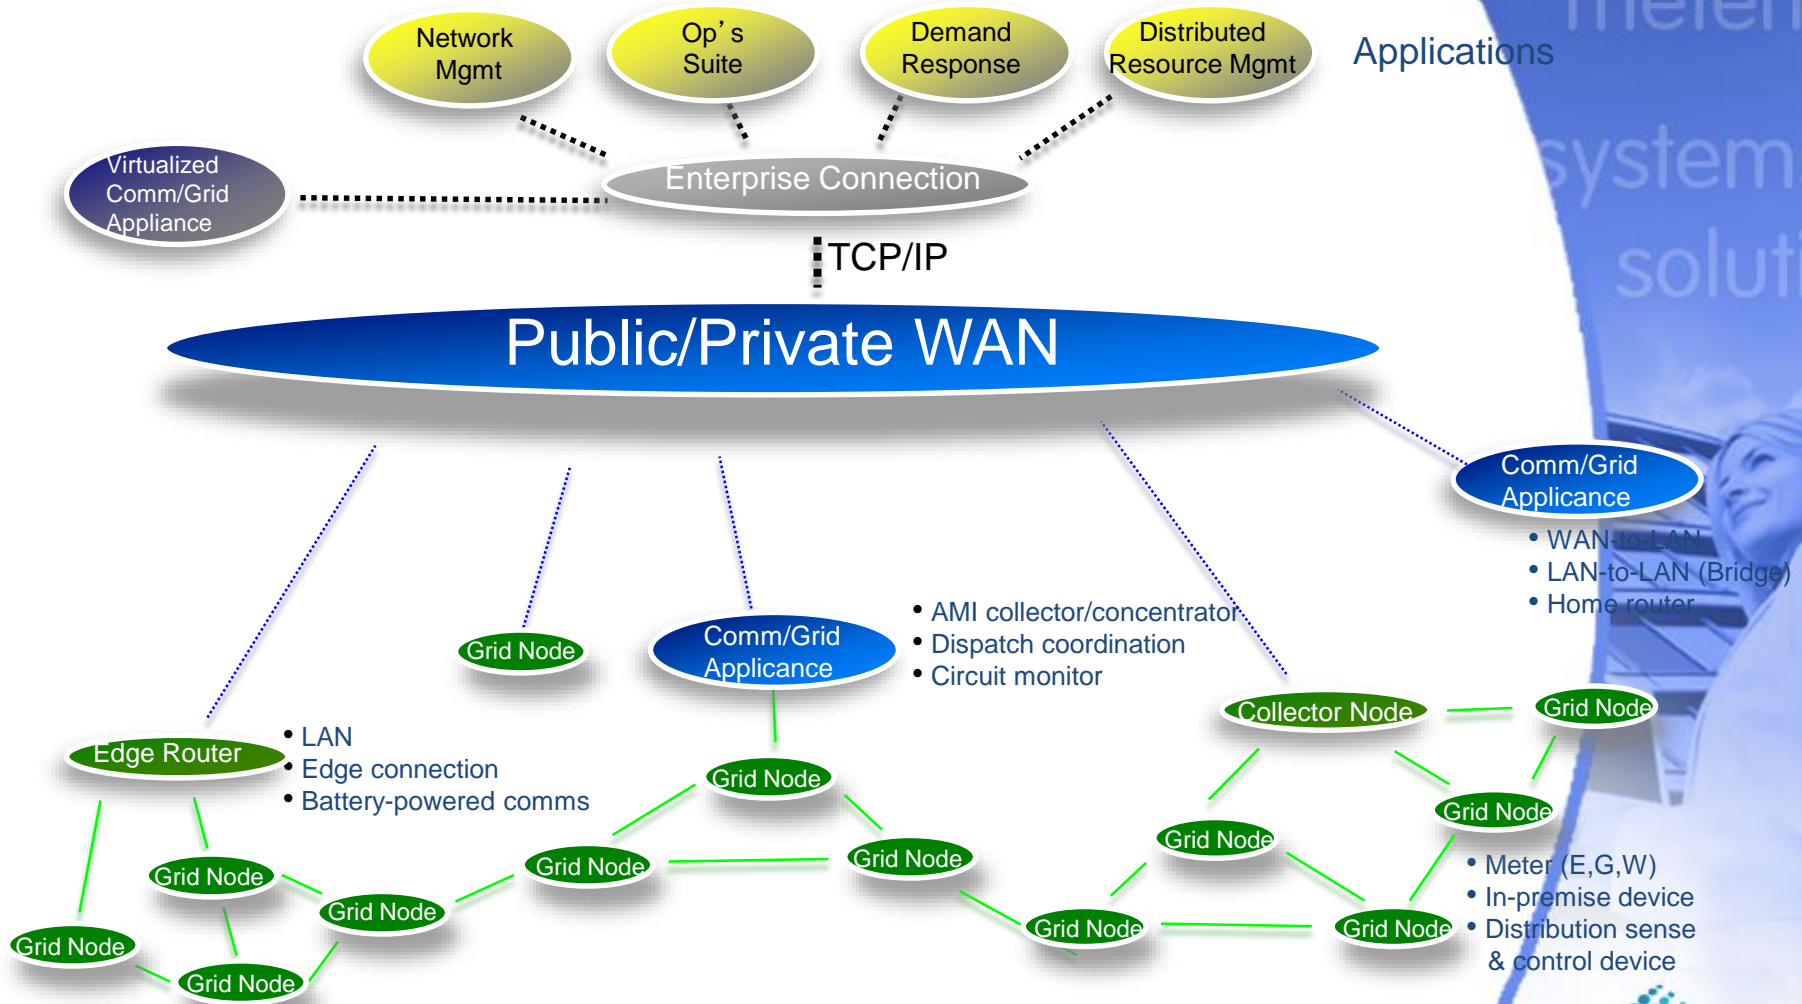 Network
Mgmt
Op's
Suite
Demand
Response
Distributed
Resource Mgmt
Applications
Virtualized
Comm/Grid
Appliance
Enterprise Connection
TCP/IP
Public/Private WAN
system
soluti
Comm/Grid
Applicance
• WAN-to-LAN
• LAN-to-LAN (Bridge)
• Home router
Grid Node
Comm/Grid
Applicance
• AMI collector/concentrator
• Dispatch coordination
• Circuit monitor
Edge Router
• LAN
• Edge connection
• Battery-powered comms
Collector Node
Grid Node
Grid Node
Grid Node
Grid Node
Grid Node
Grid Node
Grid Node
Grid Node
• Meter (E,G,W)
• In-premise device
• Distribution sense
& control device
Grid Node
Grid Node
Grid Node
Grid Node
Grid Node